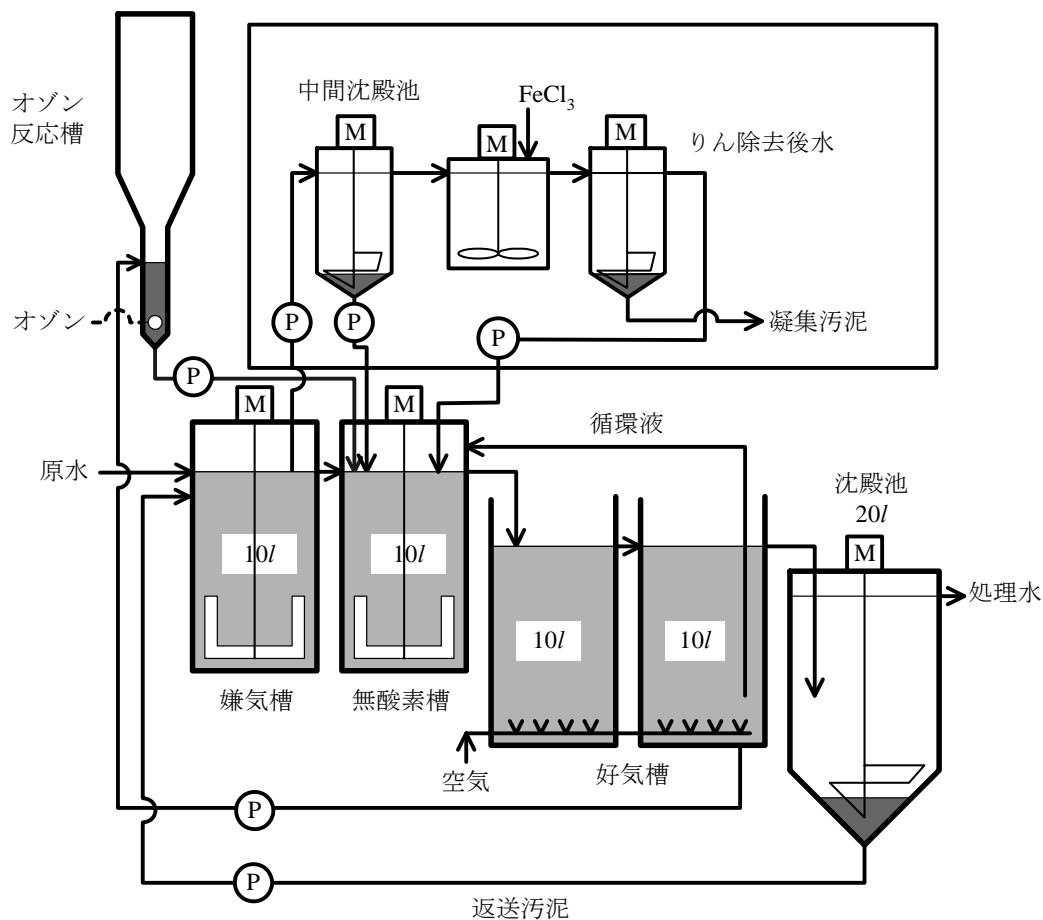 オゾン
反応槽
中間沈殿池
FeCl3
りん除去後水
M
M
M
オゾン
P
P
P
凝集汚泥
P
M
M
循環液
原水
沈殿池
20l
M
10l
10l
処理水
10l
10l
嫌気槽
無酸素槽
空気
好気槽
P
P
返送汚泥